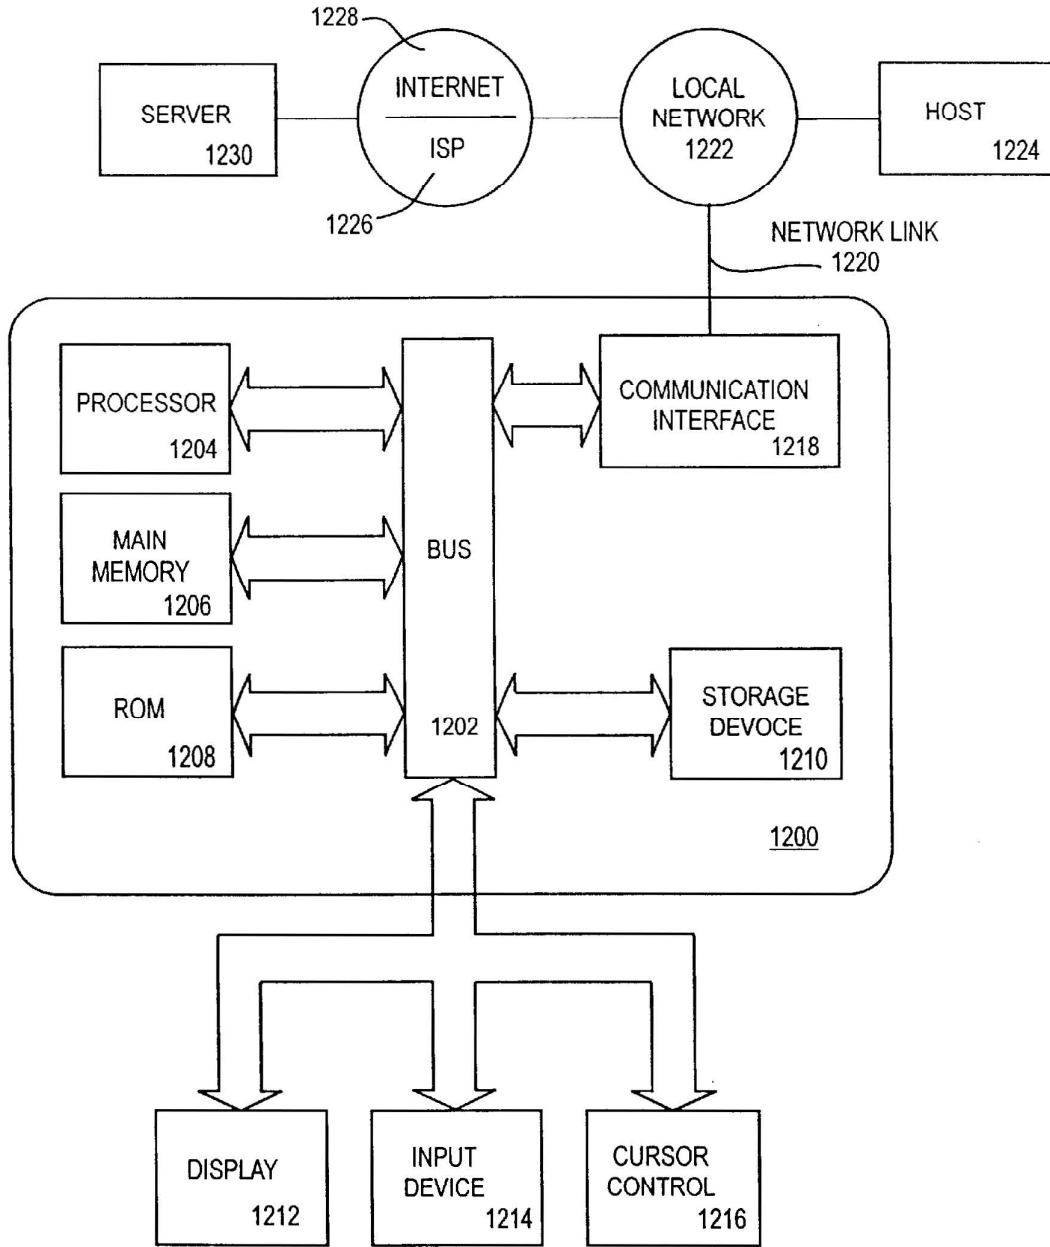 1228
SERVER
1230
INTERNET
ISP
1226
LOCAL
NETWORK
1222
HOST
1224
NETWORK LINK
1220
PROCESSOR
1204
MAIN
MEMORY
1206
ROM
1208
BUS
1202
COMMUNICATION
INTERFACE
1218
STORAGE
DEVOCE
1210
1200
DISPLAY
1212
INPUT
DEVICE
1214
CURSOR
CONTROL
1216